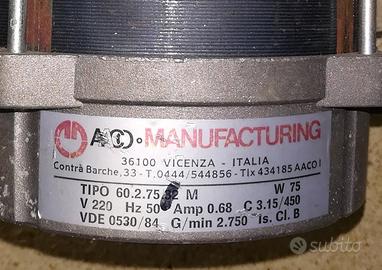 AACO·MANUFACTURING
36100 VICENZA - ITALIA
Contrà Barche, 33 - T. 0444/544856 - Tlx 434185 AACO I
TIPO 60.2.75 M W 75
V 220 Hz 50 Amp 0.68 C 3.15/450
VDE 0530/84 G/min 2.750 Is. Cl. B
subito